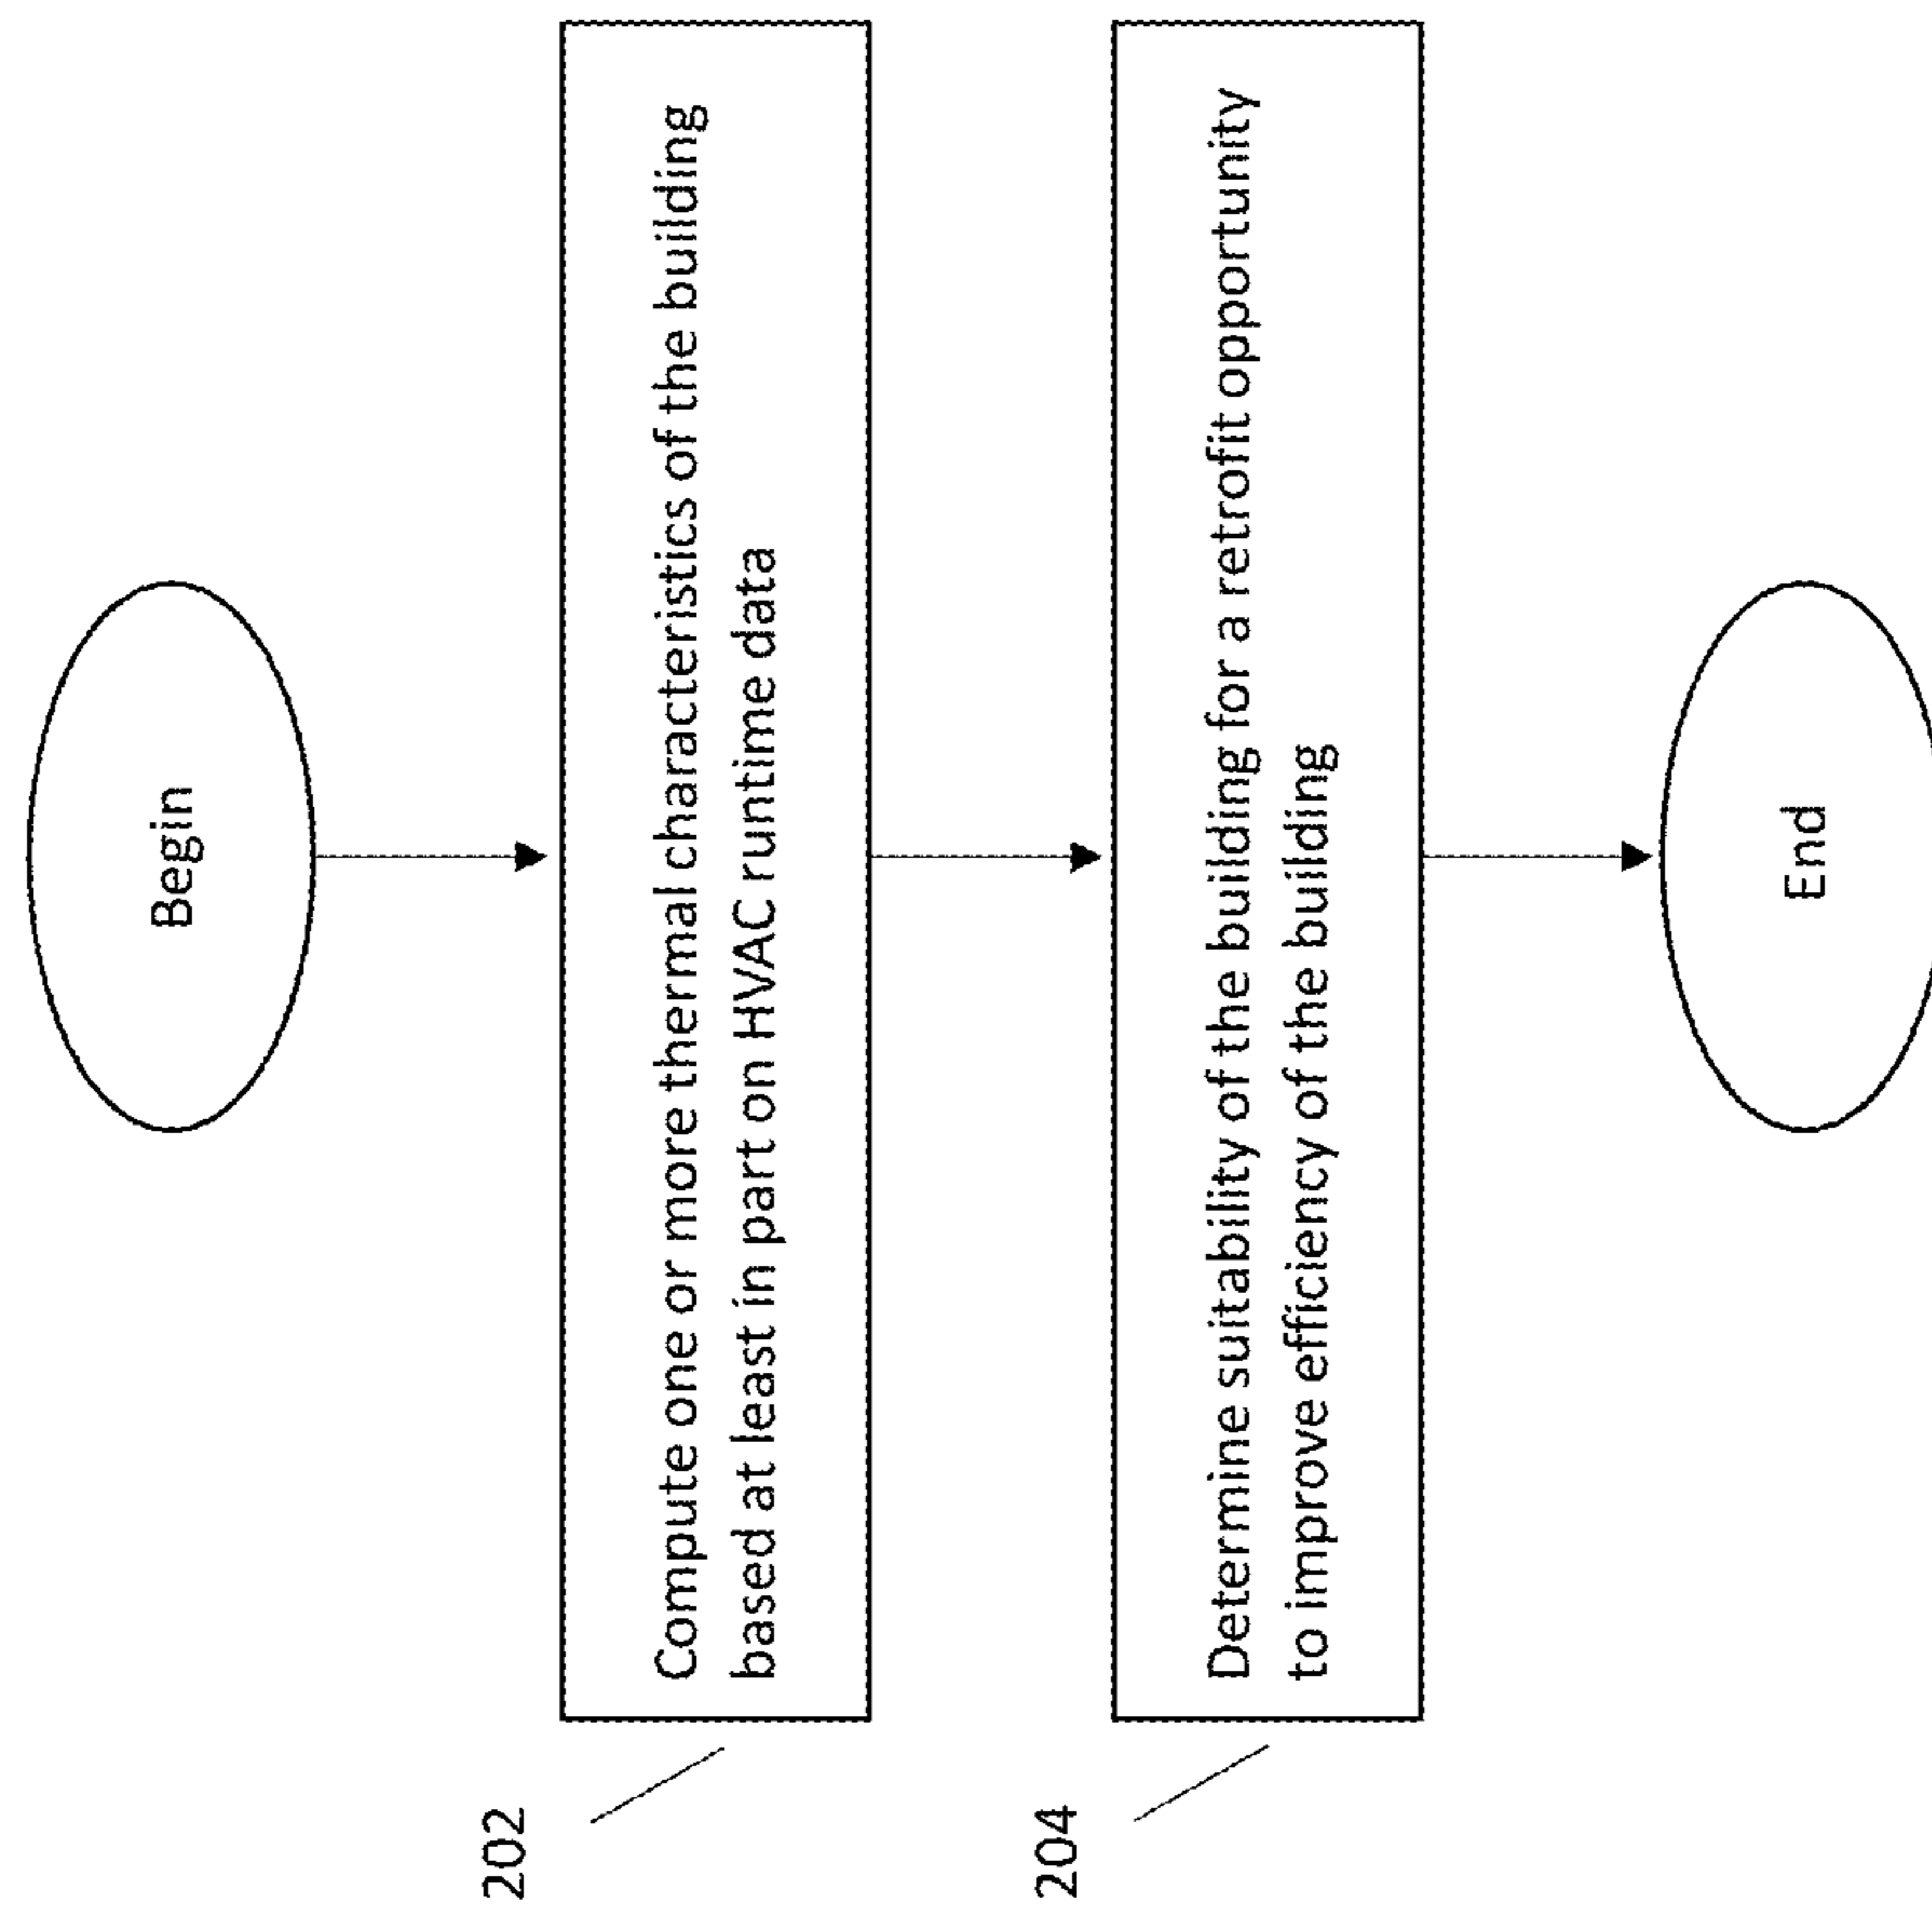 Begin
202
Compute one or more thermal characteristics of the building
based at least in part on HVAC runtime data
204
Determine suitability of the building for a retrofit opportunity
to improve efficiency of the building
End